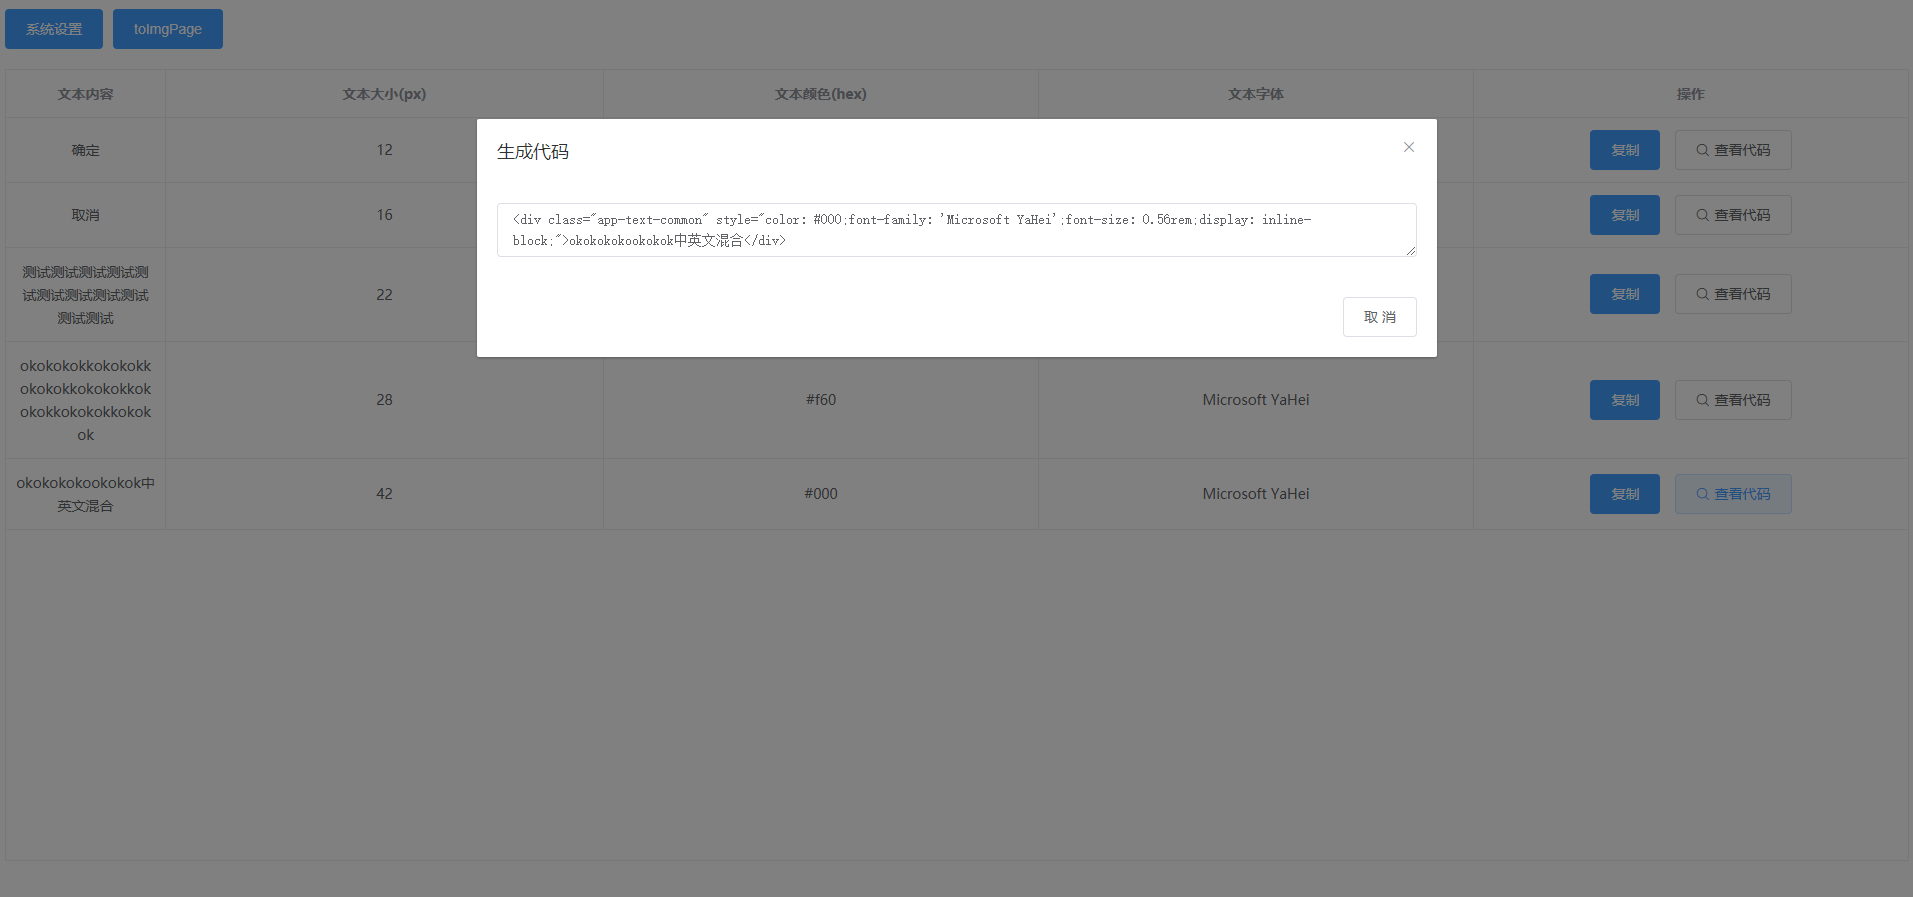 系统设置 toImgPage
文本内容 文本大小(px) 文本颜色(hex) 文本字体 操作
确定 12 复制 查看代码
取消 16 复制 查看代码
测试测试测试测试测
试测试测试测试测试
测试测试
22 复制 查看代码
生成代码
<div class="app-text-common" style="color: #000;font-family: 'Microsoft YaHei';font-size: 0.56rem;display: inline-
block;">okokokokookokok中英文混合</div>
取 消
okokokokkokokokk
okokokkokokokkok
okokkokokokkokok
ok
28 #f60 Microsoft YaHei 复制 查看代码
okokokokookokok中
英文混合
42 #000 Microsoft YaHei 复制 查看代码